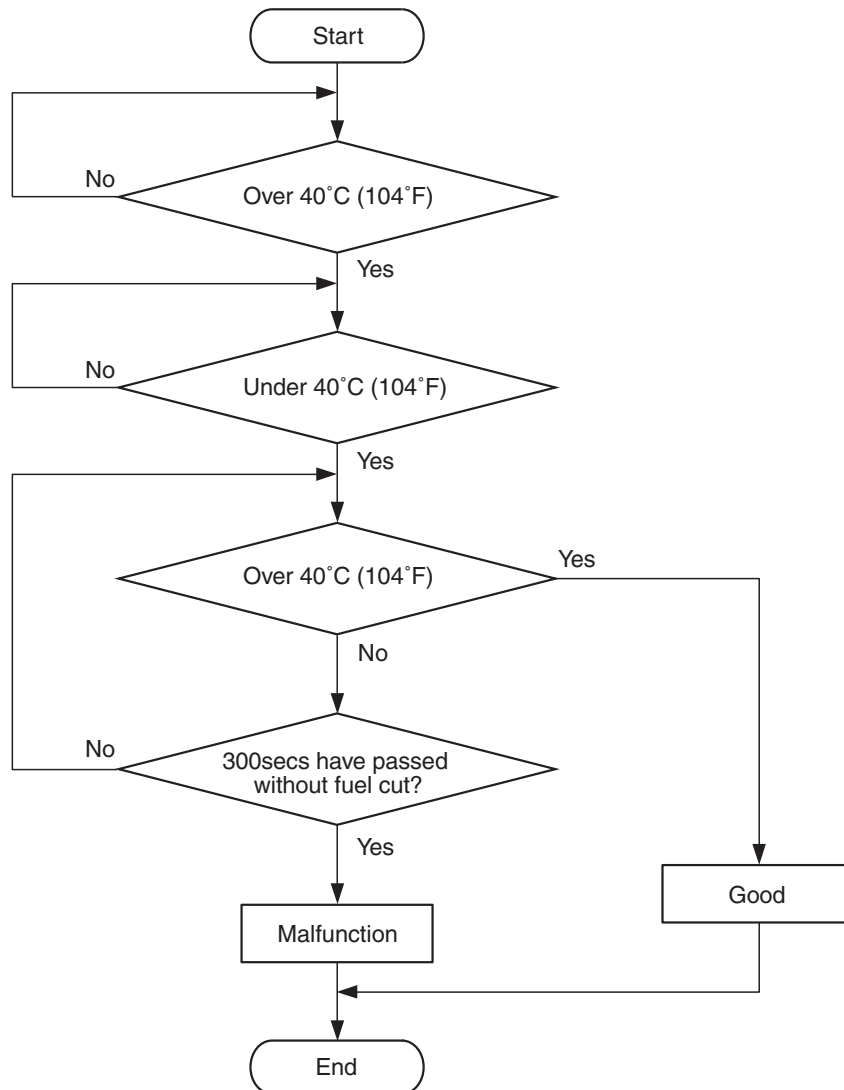 Start
No
Over 40˚C (104˚F)
Yes
No
Under 40˚C (104˚F)
Yes
Over 40˚C (104˚F)
Yes
No
No
300secs have passed
without fuel cut?
Yes
Good
Malfunction
End